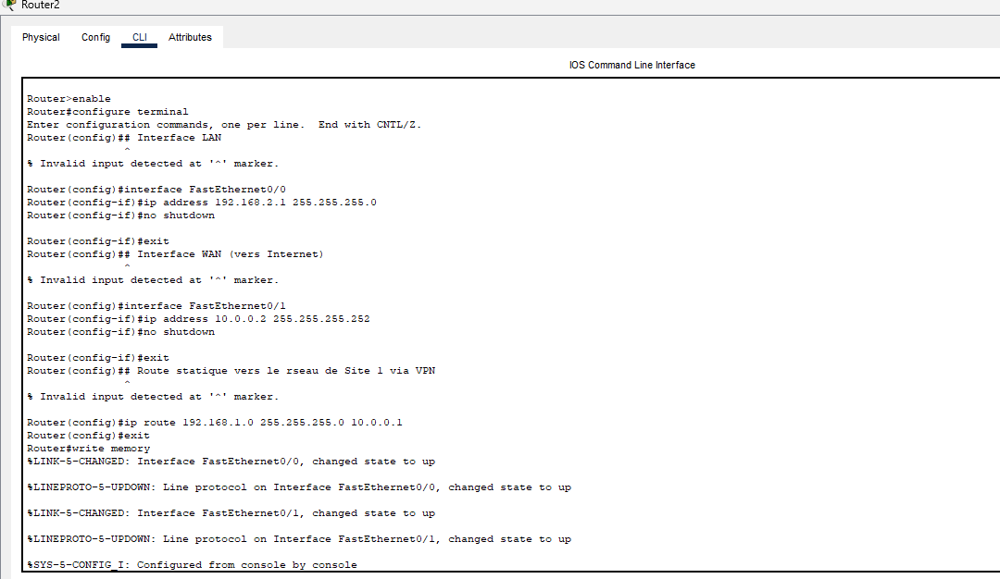 Router2
Physical Config CLI Attributes
IOS Command Line Interface
Router>enable
Router#configure terminal
Enter configuration commands, one per line.  End with CNTL/Z.
Router(config)## Interface LAN
^
% Invalid input detected at '^' marker.
Router(config)#interface FastEthernet0/0
Router(config-if)#ip address 192.168.2.1 255.255.255.0
Router(config-if)#no shutdown
Router(config-if)#exit
Router(config)## Interface WAN (vers Internet)
^
% Invalid input detected at '^' marker.
Router(config)#interface FastEthernet0/1
Router(config-if)#ip address 10.0.0.2 255.255.255.252
Router(config-if)#no shutdown
Router(config-if)#exit
Router(config)## Route statique vers le rseau de Site 1 via VPN
^
% Invalid input detected at '^' marker.
Router(config)#ip route 192.168.1.0 255.255.255.0 10.0.0.1
Router(config)#exit
Router#write memory
%LINK-5-CHANGED: Interface FastEthernet0/0, changed state to up
%LINEPROTO-5-UPDOWN: Line protocol on Interface FastEthernet0/0, changed state to up
%LINK-5-CHANGED: Interface FastEthernet0/1, changed state to up
%LINEPROTO-5-UPDOWN: Line protocol on Interface FastEthernet0/1, changed state to up
%SYS-5-CONFIG_I: Configured from console by console